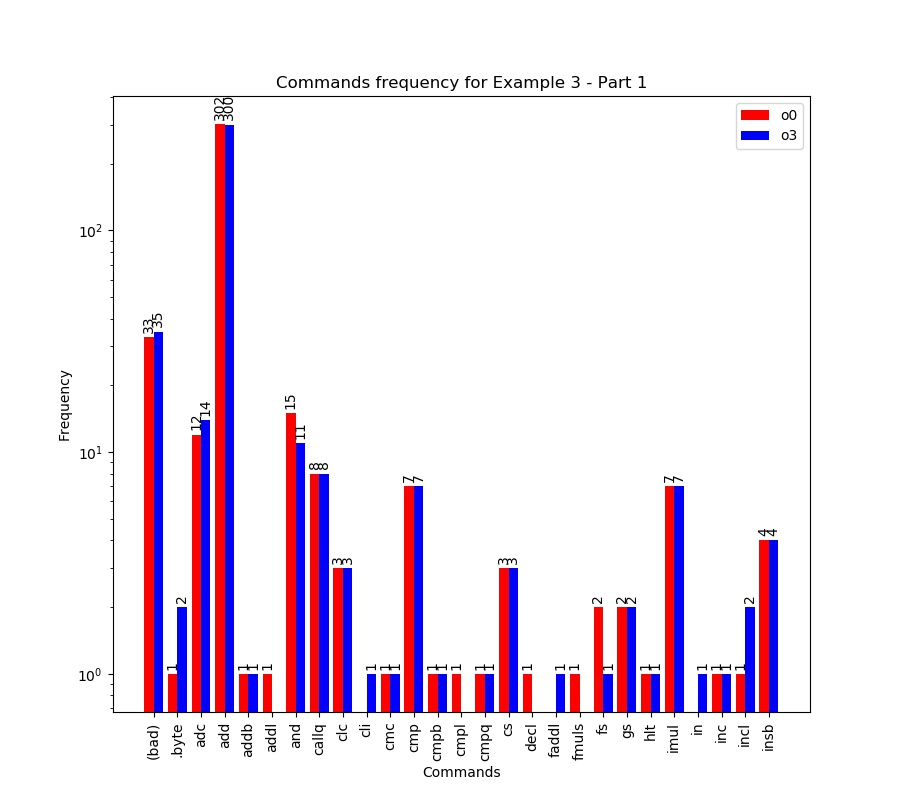 Commands frequency for Example 3 - Part 1
o0
o3
Frequency
10²
10¹
10⁰
33 35 1 2 12 14 302 300 1 1 1 15 11 8 8 3 3 1 1 1 7 7 1 1 1 1 1 3 3 1 1 1 2 1 2 2 1 1 7 7 1 1 1 1 2 4 4
(bad) .byte adc add addb addl and callq clc cli cmc cmp cmpb cmpl cmpq cs decl faddl fmuls fs gs hlt imul in inc incl insb
Commands